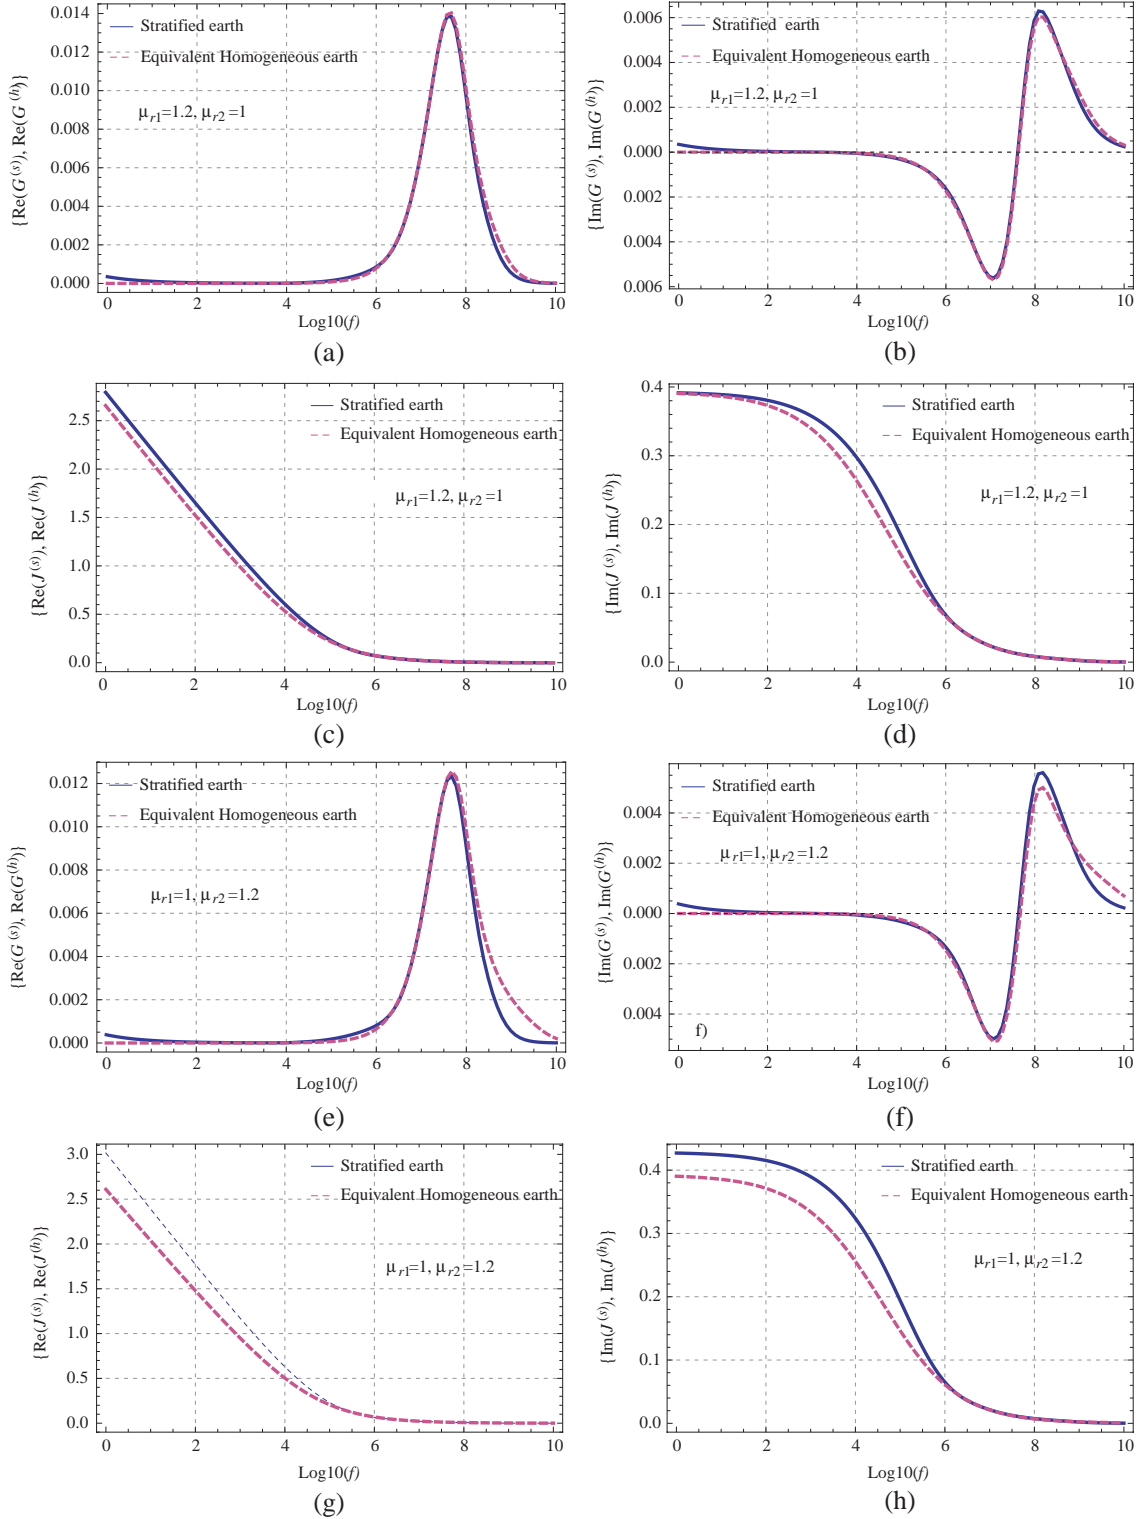 0.014
0.012
0.010
0.008
0.006
0.004
0.002
0.000
{Re(G (s)), Re(G (h))}
Stratified earth
Equivalent Homogeneous earth
μr1=1.2, μr2=1
0 2 4 6 8 10
Log10(f)
(a)
0.006
0.004
0.002
0.000
0.002
0.004
0.006
{Im(G (s)), Im(G (h))}
Stratified earth
Equivalent Homogeneous earth
μr1=1.2, μr2=1
0 2 4 6 8 10
Log10(f)
(b)
2.5
2.0
1.5
1.0
0.5
0.0
{Re(J (s)), Re(J (h))}
Stratified earth
Equivalent Homogeneous earth
μr1=1.2, μr2=1
0 2 4 6 8 10
Log10(f)
(c)
0.4
0.3
0.2
0.1
0.0
{Im(J (s)), Im(J (h))}
Stratified earth
Equivalent Homogeneous earth
μr1=1.2, μr2=1
0 2 4 6 8 10
Log10(f)
(d)
0.012
0.010
0.008
0.006
0.004
0.002
0.000
{Re(G (s)), Re(G(h))}
Stratified earth
Equivalent Homogeneous earth
μr1=1, μr2=1.2
0 2 4 6 8 10
Log10(f)
(e)
0.004
0.002
0.000
0.002
0.004
{Im(G (s)), Im(G(h))}
Stratified earth
Equivalent Homogeneous earth
μr1=1, μr2=1.2
f)
0 2 4 6 8 10
Log10(f)
(f)
3.0
2.5
2.0
1.5
1.0
0.5
0.0
{Re(J(s)), Re(J(h))}
Stratified earth
Equivalent Homogeneous earth
μr1=1, μr2=1.2
0 2 4 6 8 10
Log10(f)
(g)
0.4
0.3
0.2
0.1
0.0
{Im(J(s)), Im(J(h))}
Stratified earth
Equivalent Homogeneous earth
μr1=1, μr2=1.2
0 2 4 6 8 10
Log10(f)
(h)